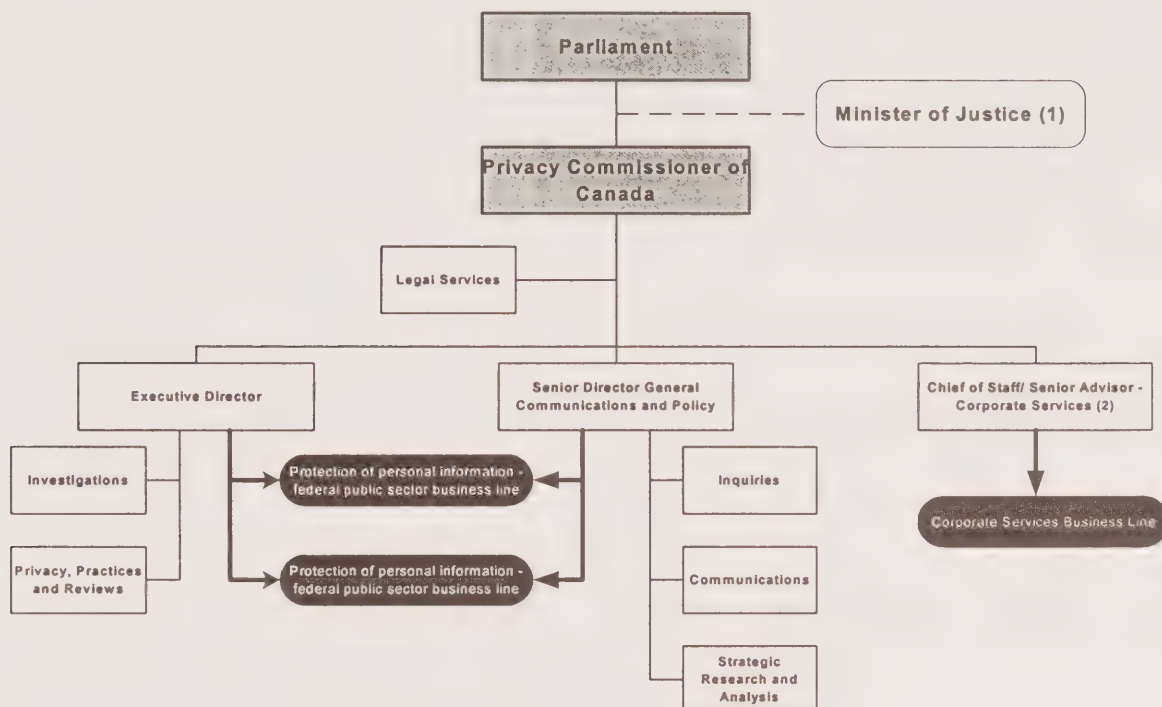 Parliament
Minister of Justice (1)
Privacy Commissioner of
Canada
Legal Services
Executive Director
Senior Director General
Communications and Policy
Chief of Staff/ Senior Advisor -
Corporate Services (2)
Investigations
Protection of personal information -
federal public sector business line
Inquiries
Corporate Services Business Line
Privacy, Practices
and Reviews
Protection of personal information -
federal public sector business line
Communications
Strategic
Research and
Analysis